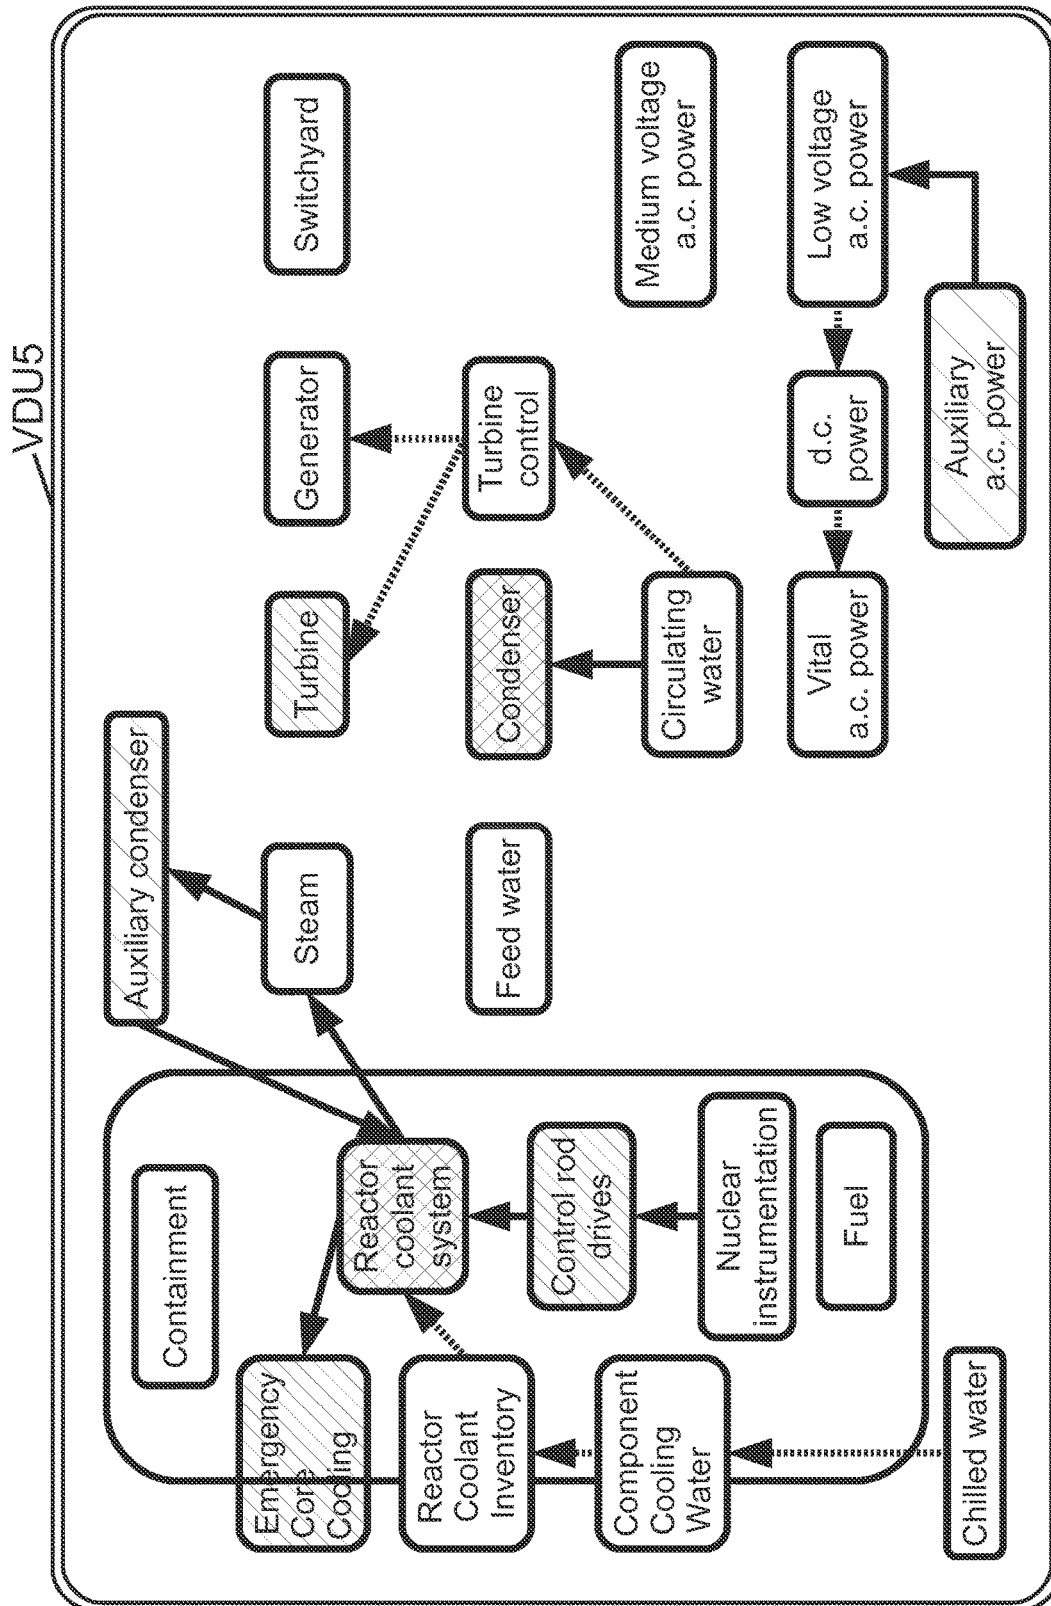 VDU5
Auxiliary condenser
Containment
Emergency
Core
Cooling
Reactor
coolant
system
Steam
Turbine
Generator
Switchyard
Reactor
Coolant
Inventory
Control rod
drives
Feed water
Condenser
Turbine
control
Component
Cooling
Water
Nuclear
instrumentation
Circulating
water
Medium voltage
a.c. power
Fuel
Vital
a.c. power
d.c.
power
Low voltage
a.c. power
Chilled water
Auxiliary
a.c. power